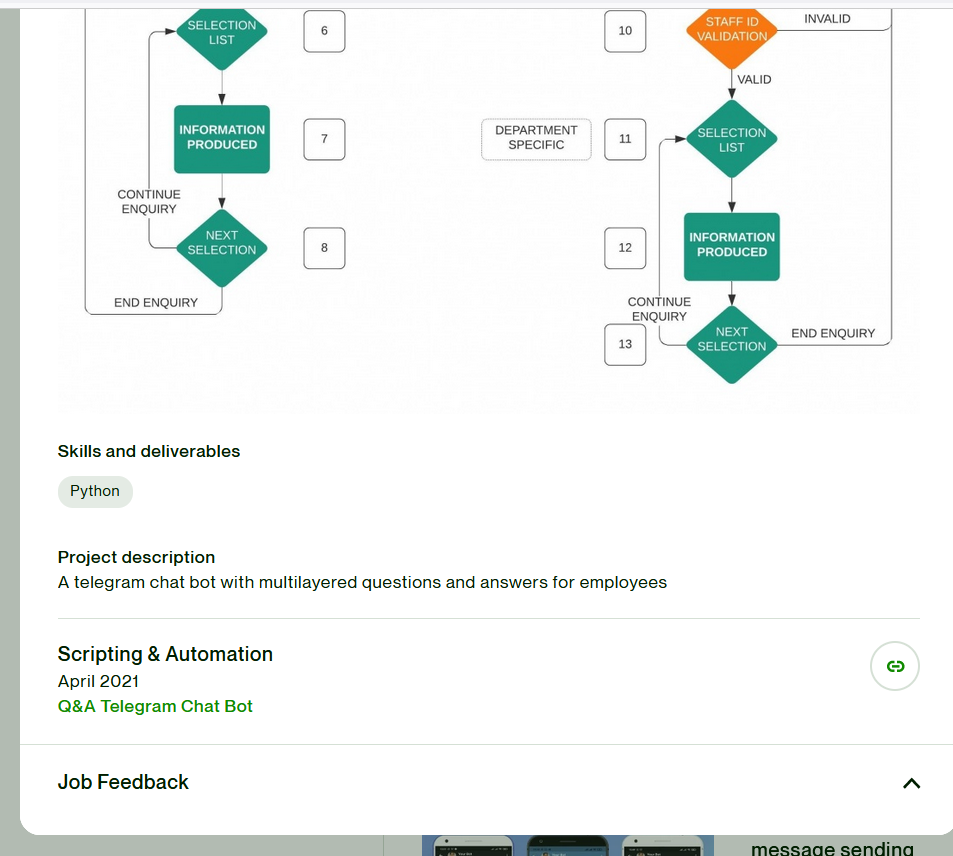 SELECTION
LIST
6
INFORMATION
PRODUCED
7
CONTINUE
ENQUIRY
NEXT
SELECTION
8
END ENQUIRY
10
STAFF ID
VALIDATION
INVALID
VALID
DEPARTMENT
SPECIFIC
11
SELECTION
LIST
12
INFORMATION
PRODUCED
CONTINUE
ENQUIRY
13
NEXT
SELECTION
END ENQUIRY
Skills and deliverables
Python
Project description
A telegram chat bot with multilayered questions and answers for employees
Scripting & Automation
April 2021
Q&A Telegram Chat Bot
Job Feedback
message sending